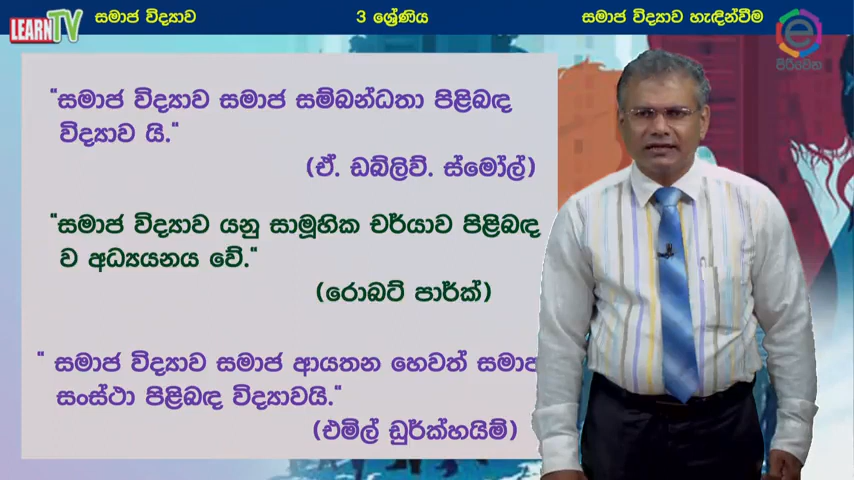 LEARN TV
සමාජ විද්‍යාව
3 ශ්‍රේණිය
සමාජ විද්‍යාව හැඳින්වීම
පිරිවෙන
"සමාජ විද්‍යාව සමාජ සම්බන්ධතා පිළිබඳ
විද්‍යාව යි."
(ඒ. ඩබ්ලිව්. ස්මෝල්)
"සමාජ විද්‍යාව යනු සාමූහික චර්යාව පිළිබඳ
ව අධ්‍යයනය වේ."
(රොබට් පාර්ක්)
" සමාජ විද්‍යාව සමාජ ආයතන හෙවත් සමාජ
සංස්ථා පිළිබඳ විද්‍යාවයි."
(එමිල් ඩුර්ක්හයිම්)